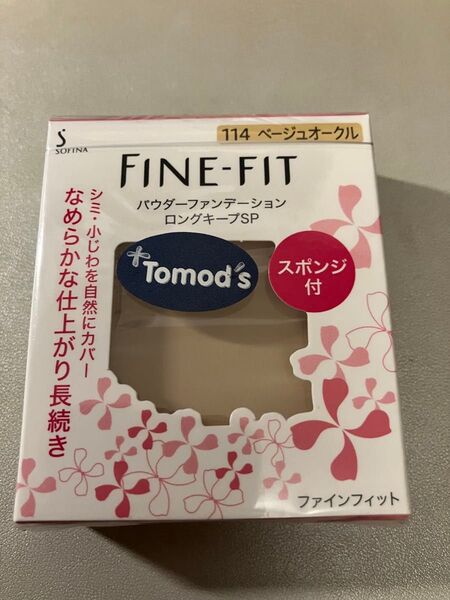 SOFINA
114 ベージュオークル
FINE-FIT
パウダーファンデーション
ロングキープSP
シミ・小じわを自然にカバー
なめらかな仕上がり長続き
Tomod's
スポンジ
付
ファインフィット